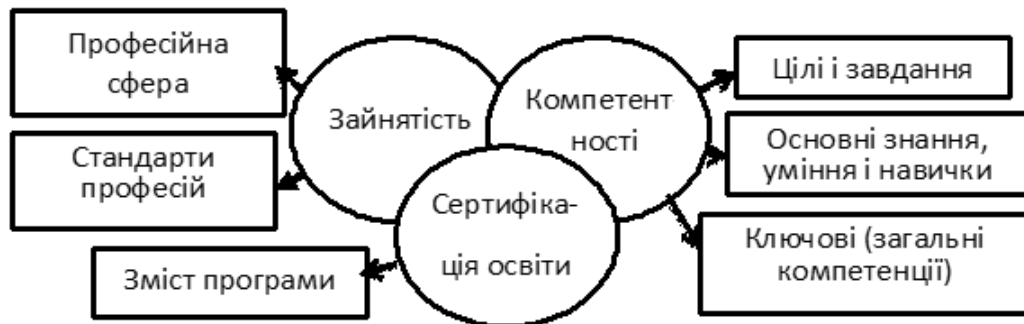 Професійна
сфера
Стандарти
професій
Зміст програми
Зайнятість
Компетент-
ності
Сертифіка-
ція освіти
Цілі і завдання
Основні знання,
уміння і навички
Ключові (загальні
компетенції)